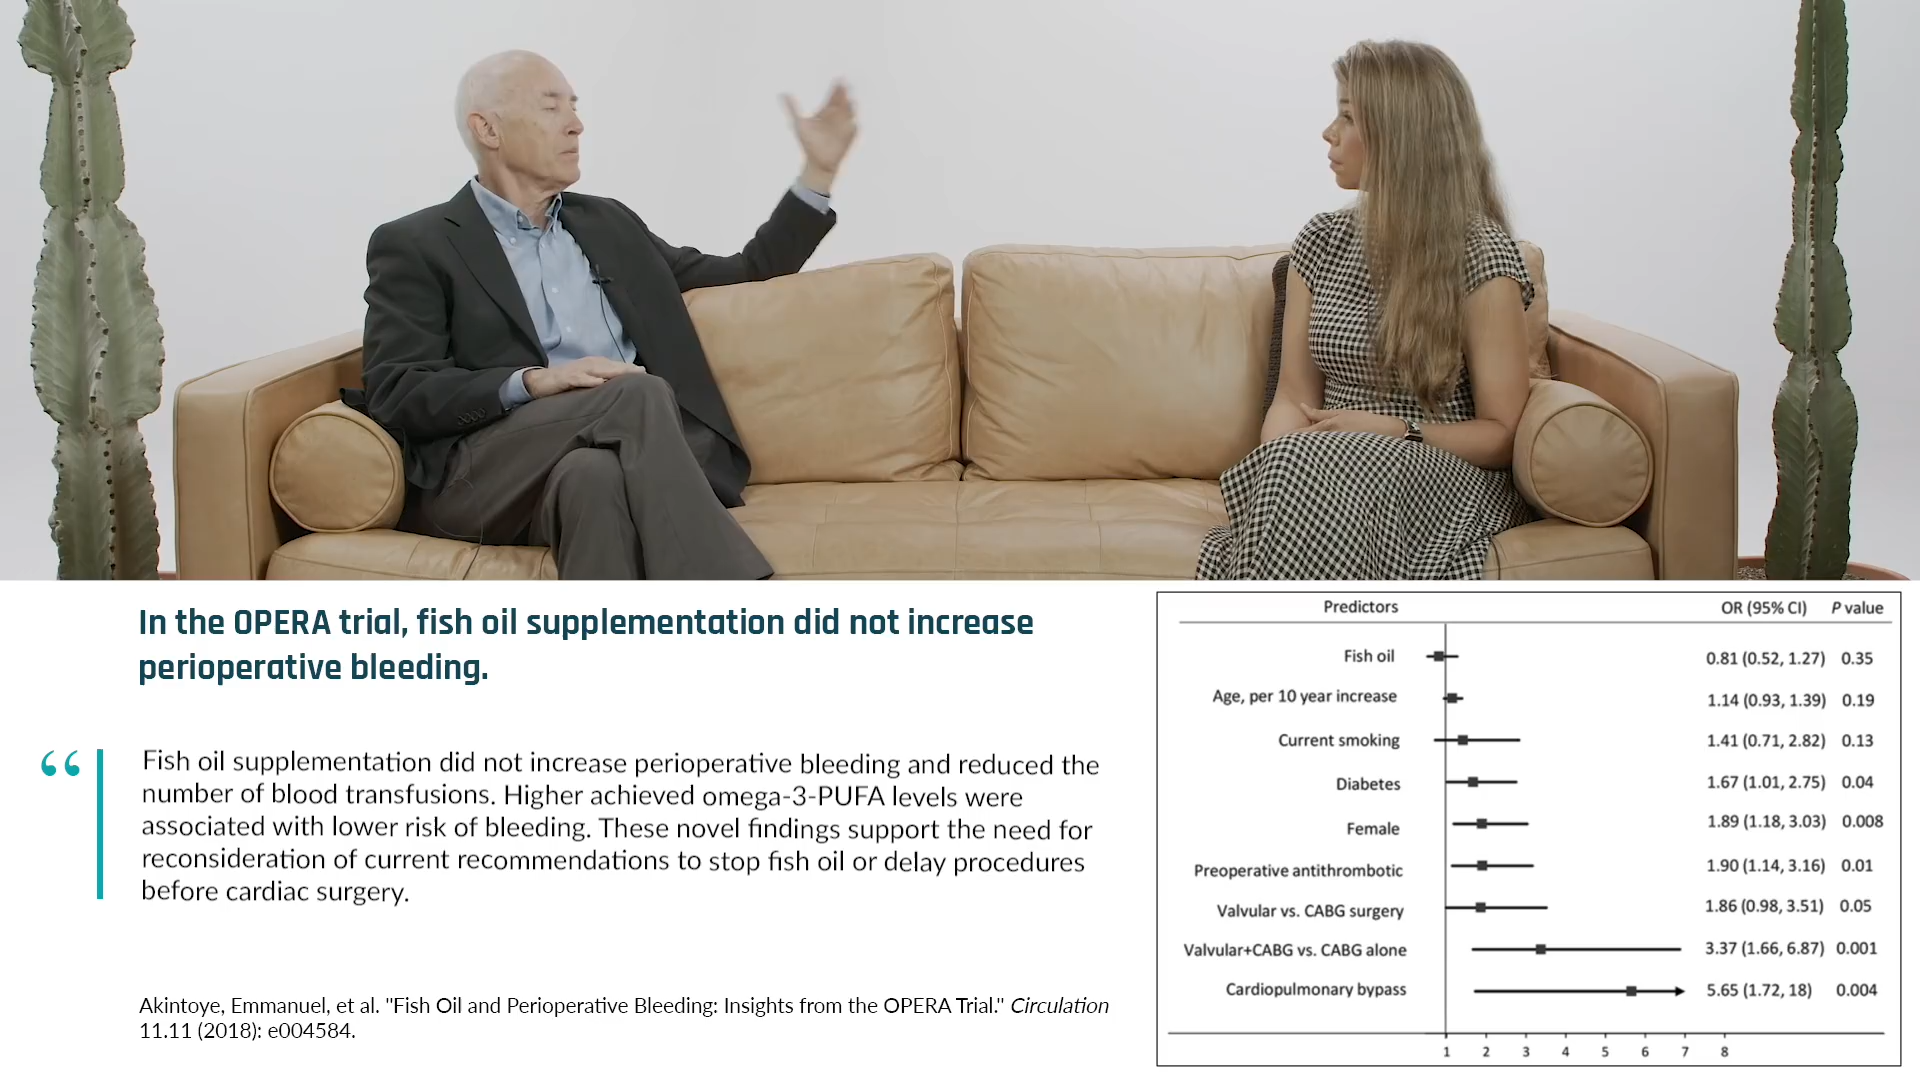 In the OPERA trial, fish oil supplementation did not increase
perioperative bleeding.
“
Fish oil supplementation did not increase perioperative bleeding and reduced the
number of blood transfusions. Higher achieved omega-3-PUFA levels were
associated with lower risk of bleeding. These novel findings support the need for
reconsideration of current recommendations to stop fish oil or delay procedures
before cardiac surgery.
Akintoye, Emmanuel, et al. "Fish Oil and Perioperative Bleeding: Insights from the OPERA Trial." Circulation
11.11 (2018): e004584.
Predictors OR (95% CI) P value
Fish oil 0.81 (0.52, 1.27) 0.35
Age, per 10 year increase 1.14 (0.93, 1.39) 0.19
Current smoking 1.41 (0.71, 2.82) 0.13
Diabetes 1.67 (1.01, 2.75) 0.04
Female 1.89 (1.18, 3.03) 0.008
Preoperative antithrombotic 1.90 (1.14, 3.16) 0.01
Valvular vs. CABG surgery 1.86 (0.98, 3.51) 0.05
Valvular+CABG vs. CABG alone 3.37 (1.66, 6.87) 0.001
Cardiopulmonary bypass 5.65 (1.72, 18) 0.004
1 2 3 4 5 6 7 8